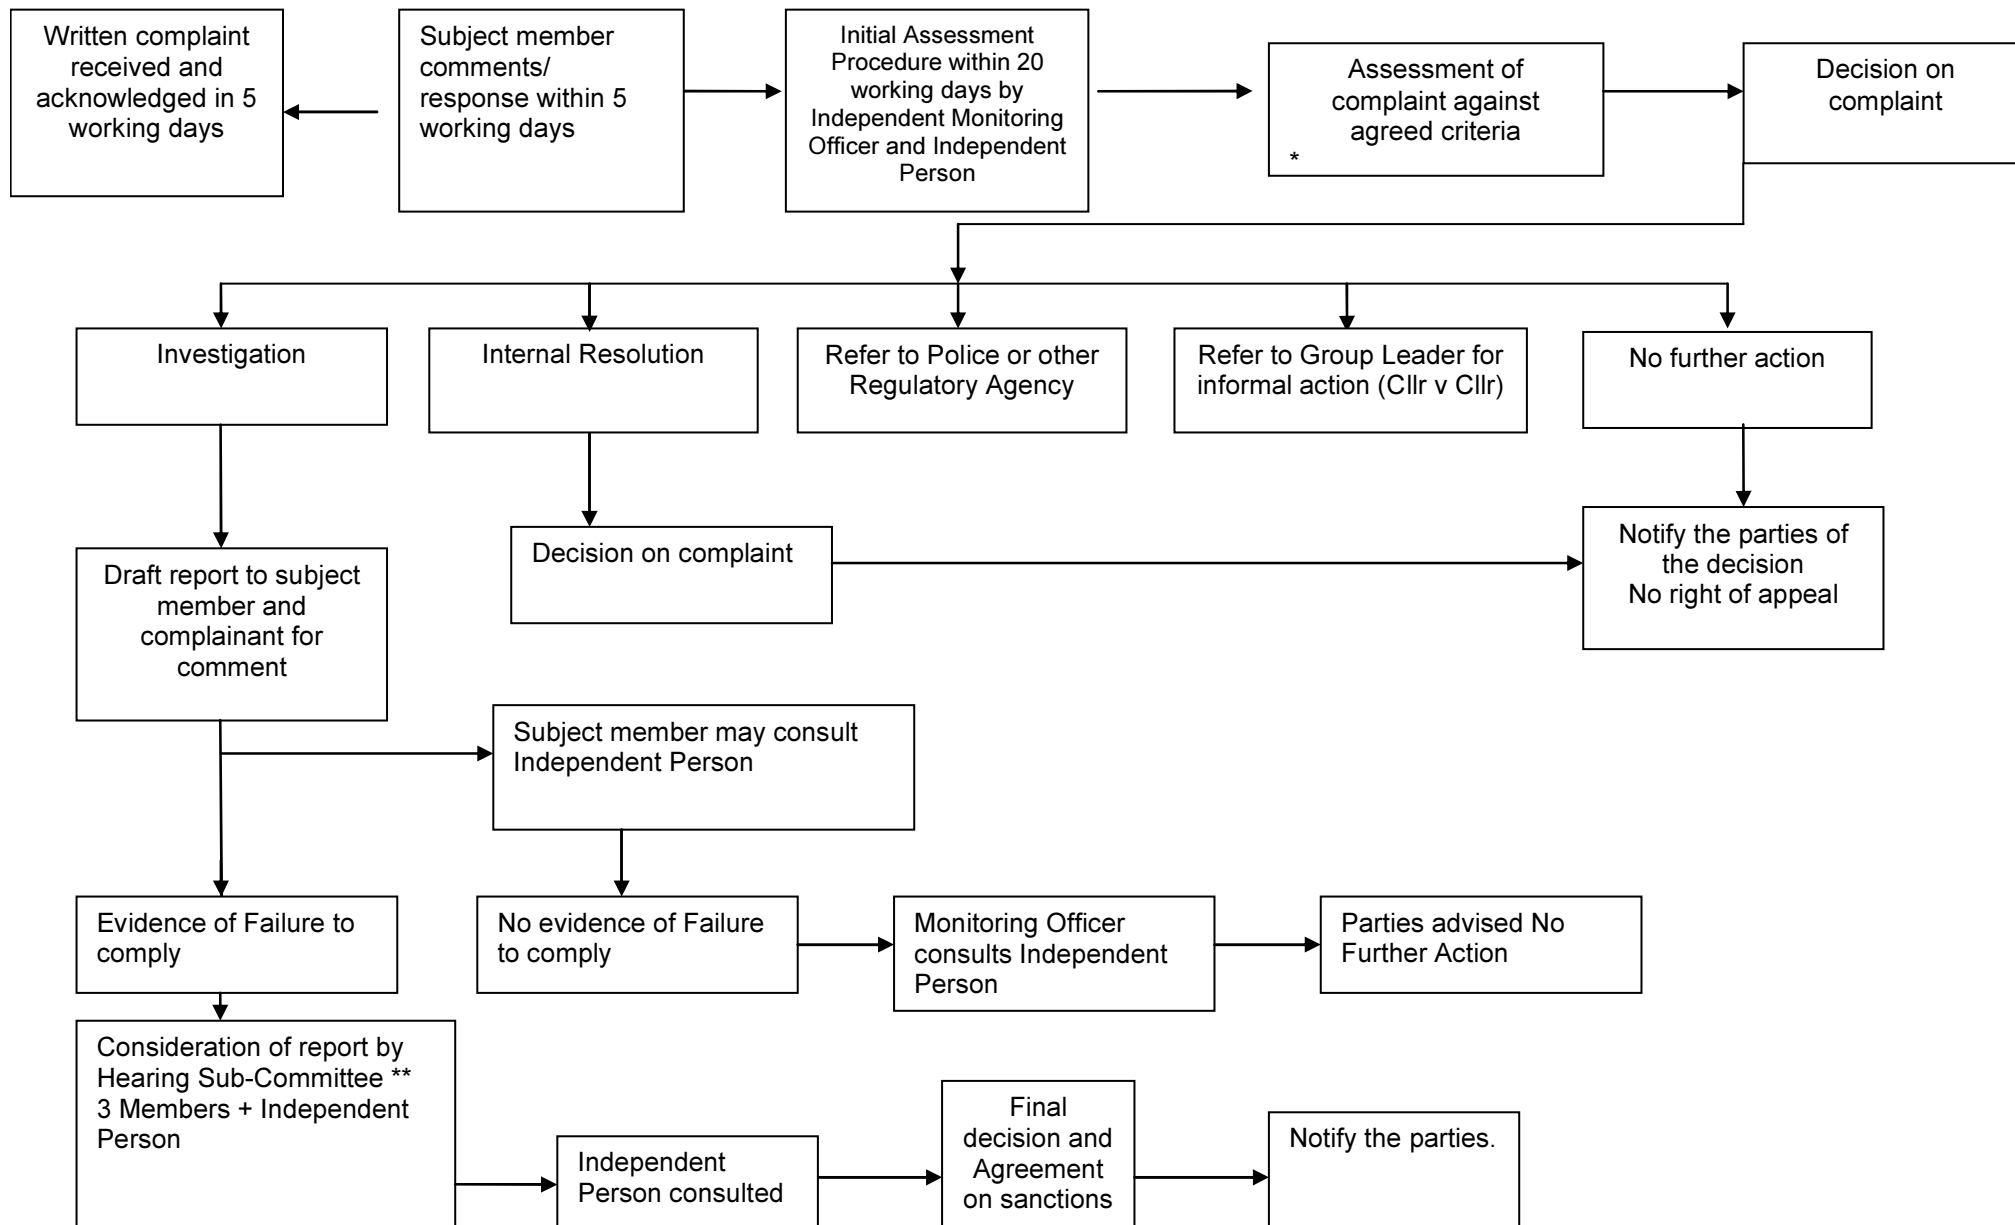 Written complaint
received and
acknowledged in 5
working days
Subject member
comments/
response within 5
working days
Initial Assessment
Procedure within 20
working days by
Independent Monitoring
Officer and Independent
Person
Assessment of
complaint against
agreed criteria
*
Decision on
complaint
Investigation
Internal Resolution
Refer to Police or other
Regulatory Agency
Refer to Group Leader for
informal action (Cllr v Cllr)
No further action
Draft report to subject
member and
complainant for
comment
Decision on complaint
Notify the parties of
the decision
No right of appeal
Subject member may consult
Independent Person
Evidence of Failure to
comply
No evidence of Failure
to comply
Monitoring Officer
consults Independent
Person
Parties advised No
Further Action
Consideration of report by
Hearing Sub-Committee **
3 Members + Independent
Person
Independent
Person consulted
Final
decision and
Agreement
on sanctions
Notify the parties.